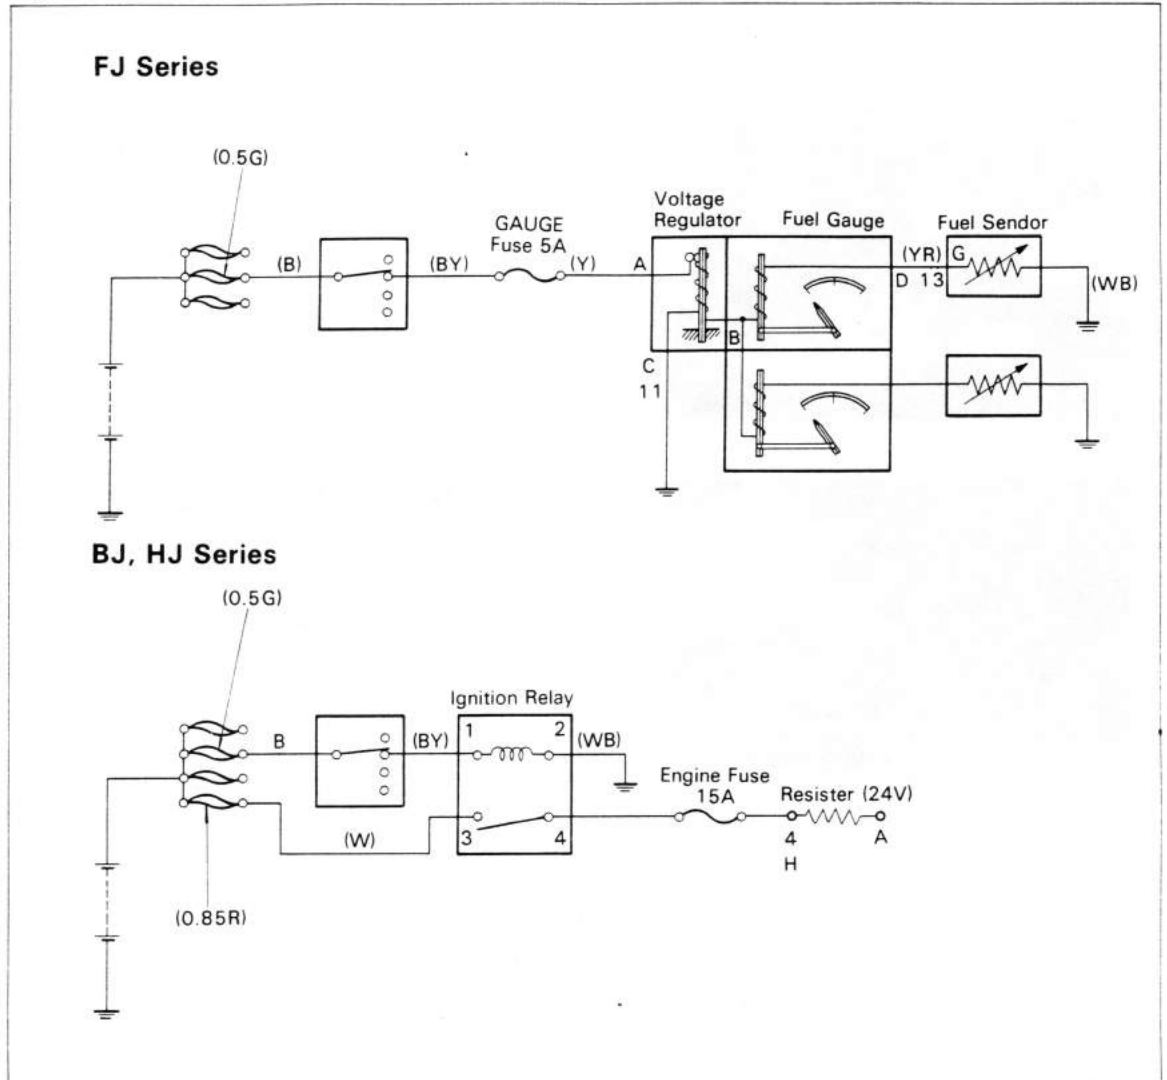 FJ Series
(0.5G)
(B)
(BY)
GAUGE
Fuse 5A
(Y)
Voltage
Regulator
A
Fuel Gauge
Fuel Sendor
(YR)
D 13
G
(WB)
B
C
11
BJ, HJ Series
(0.5G)
B
(BY)
Ignition Relay
1
2
3
4
(WB)
(W)
(0.85R)
Engine Fuse
15A
Resister (24V)
4
H
A